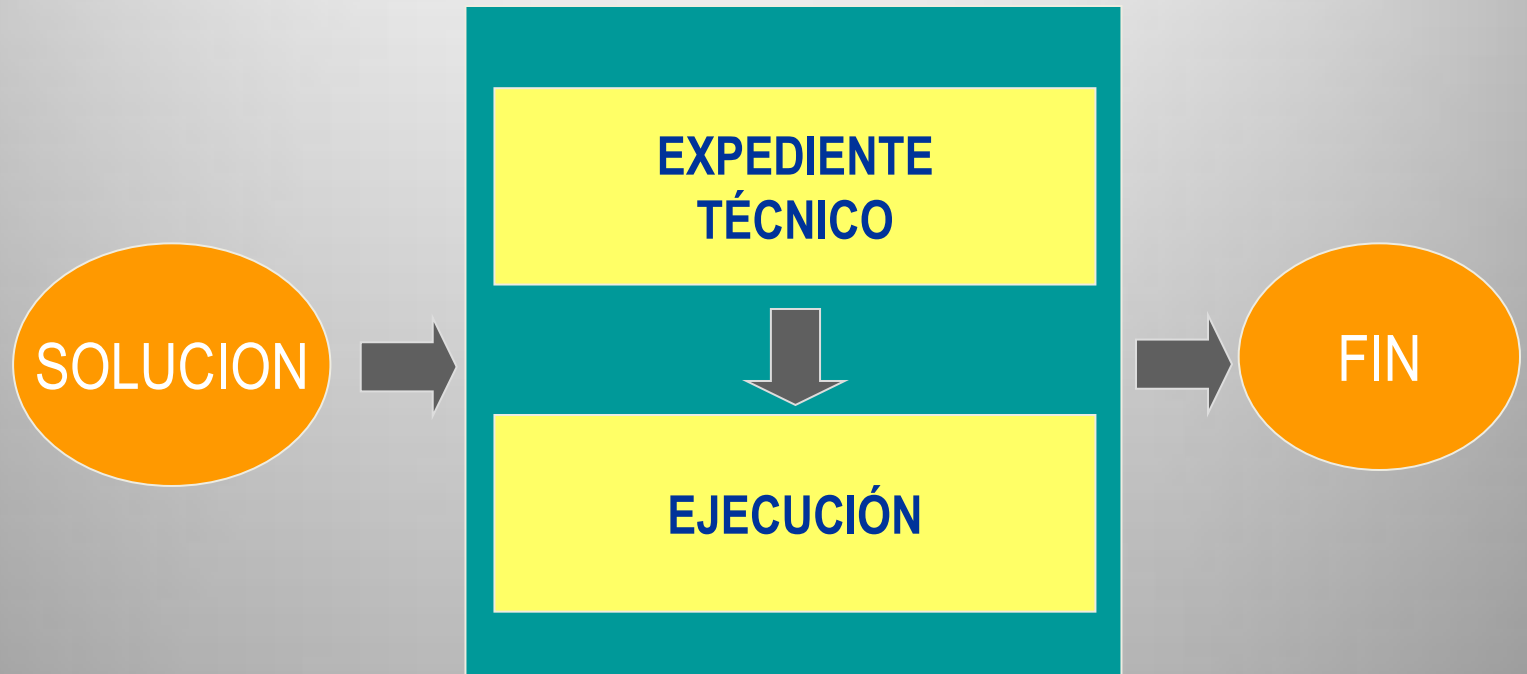 SOLUCION
EXPEDIENTE
TÉCNICO
EJECUCIÓN
FIN